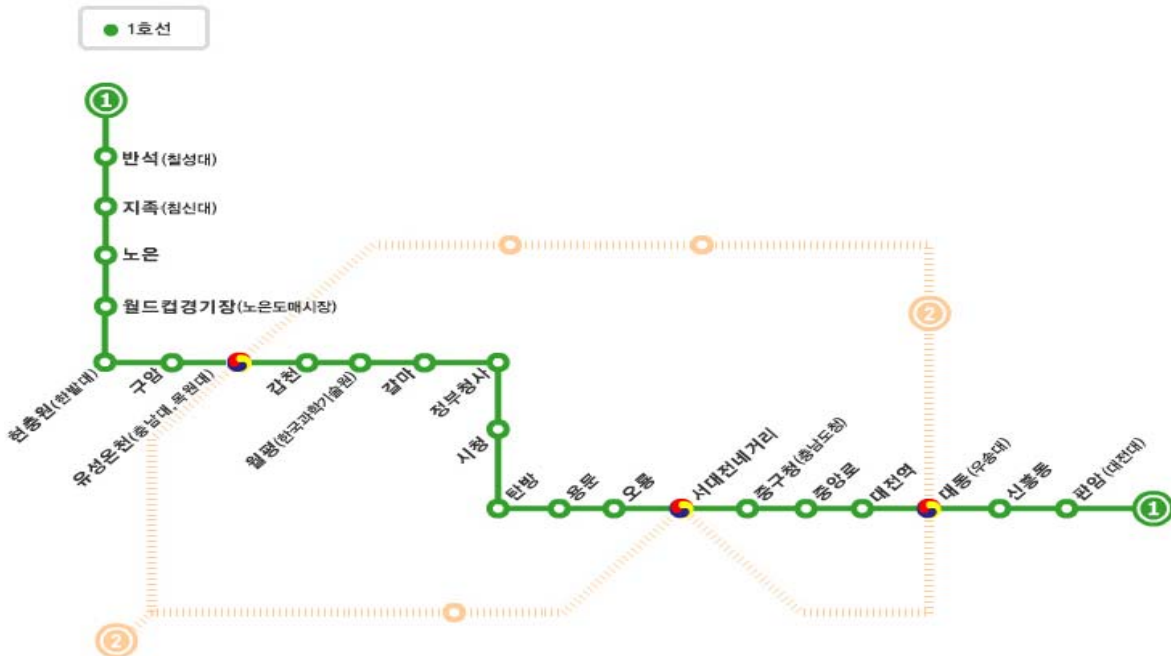 1호선
1
반석(칠성대)
지족(침신대)
노은
월드컵경기장(노은도매시장)
2
현충원(한밭대)
구암
유성온천(충남대,목원대)
갑천
월평(한국과학기술원)
갈마
정부청사
시청
탄방
용문
오룡
서대전네거리
중구청(충남도청)
중앙로
대전역
대동(우송대)
신흥동
판암(대전대)
1
2